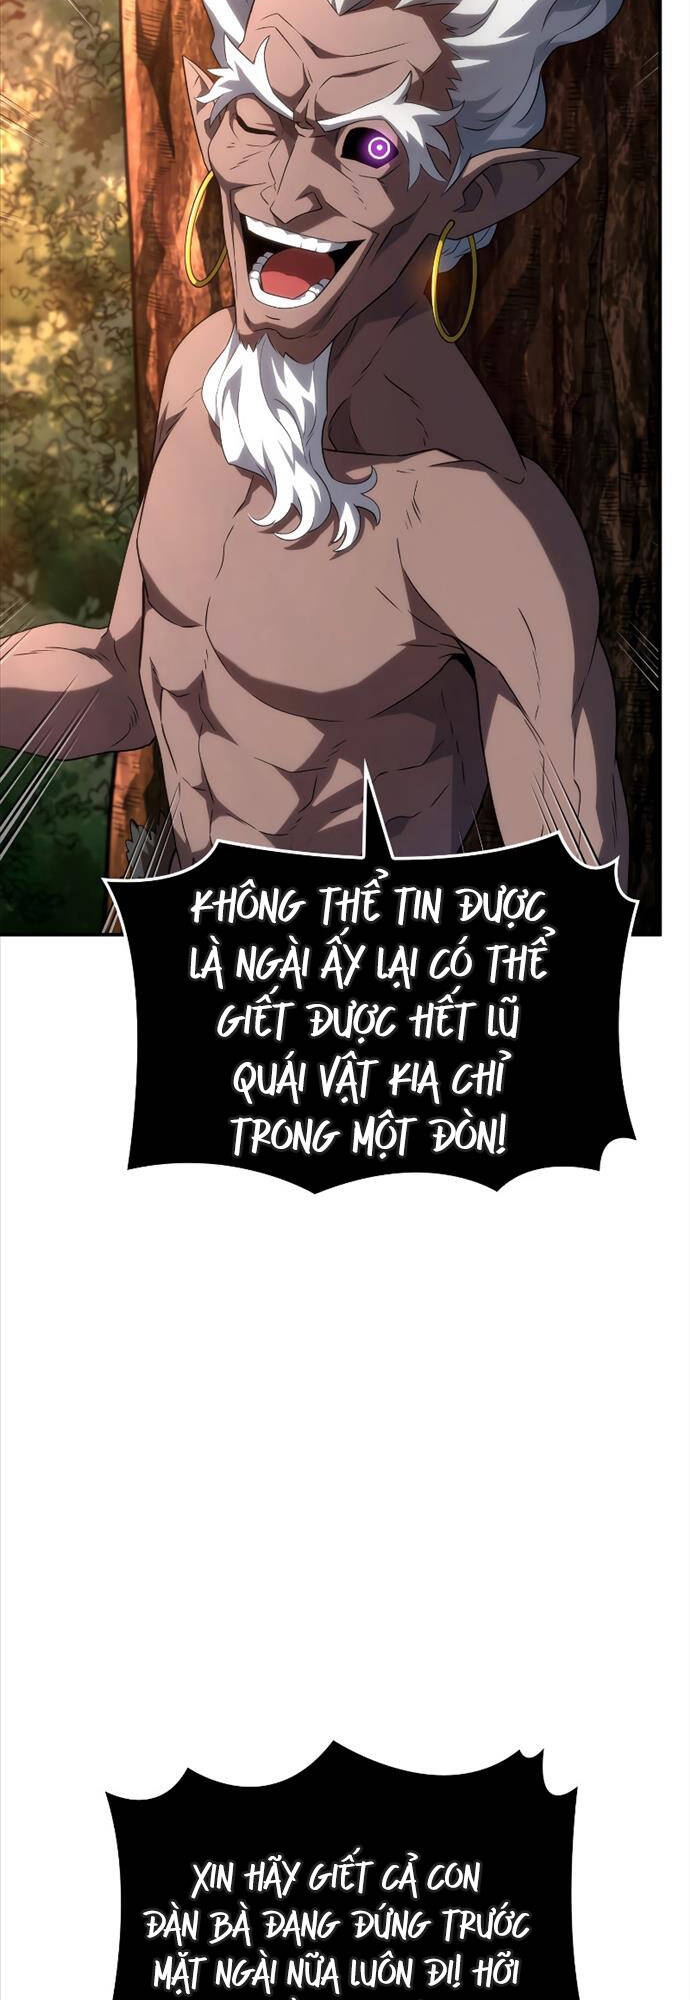 KHÔNG THỂ TIN ĐƯỢC
LÀ NGÀI ẤY LẠI CÓ THỂ
GIẾT ĐƯỢC HẾT LŨ
QUÁI VẬT KIA CHỈ
TRONG MỘT ĐÒN!
XIN HÃY GIẾT CẢ CON
ĐÀN BÀ ĐANG ĐỨNG TRƯỚC
MẶT NGÀI NỮA LUÔN ĐI! HỠI